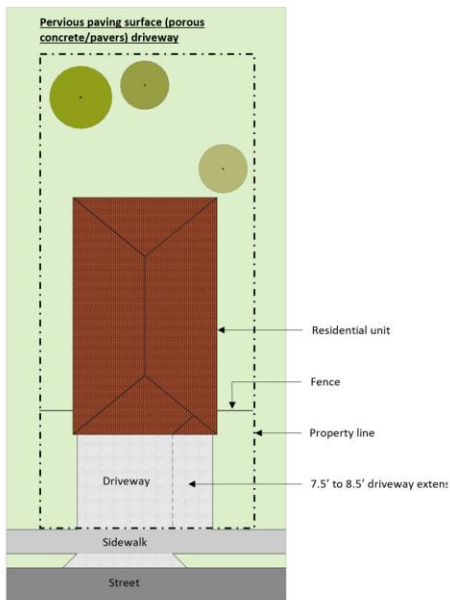 Pervious paving surface (porous
concrete/pavers) driveway
Residential unit
Fence
Property line
Driveway
7.5' to 8.5' driveway extens
Sidewalk
Street